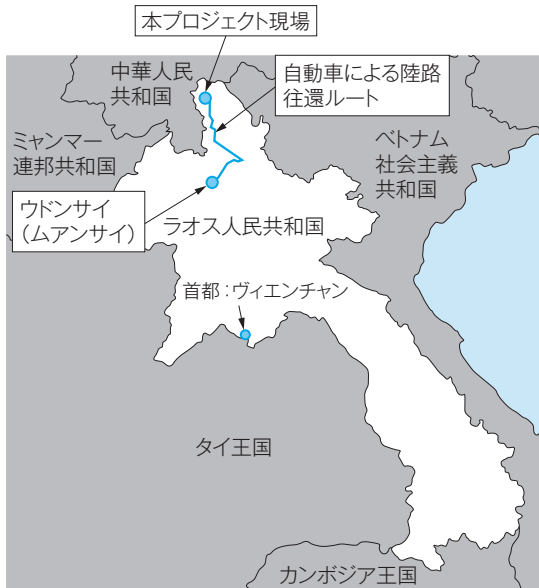 本プロジェクト現場
中華人民
共和国
自動車による陸路
往還ルート
ミャンマー
連邦共和国
ベトナム
社会主義
共和国
ウドンサイ
（ムアンサイ）
ラオス人民共和国
首都：ヴィエンチャン
タイ王国
カンボジア王国